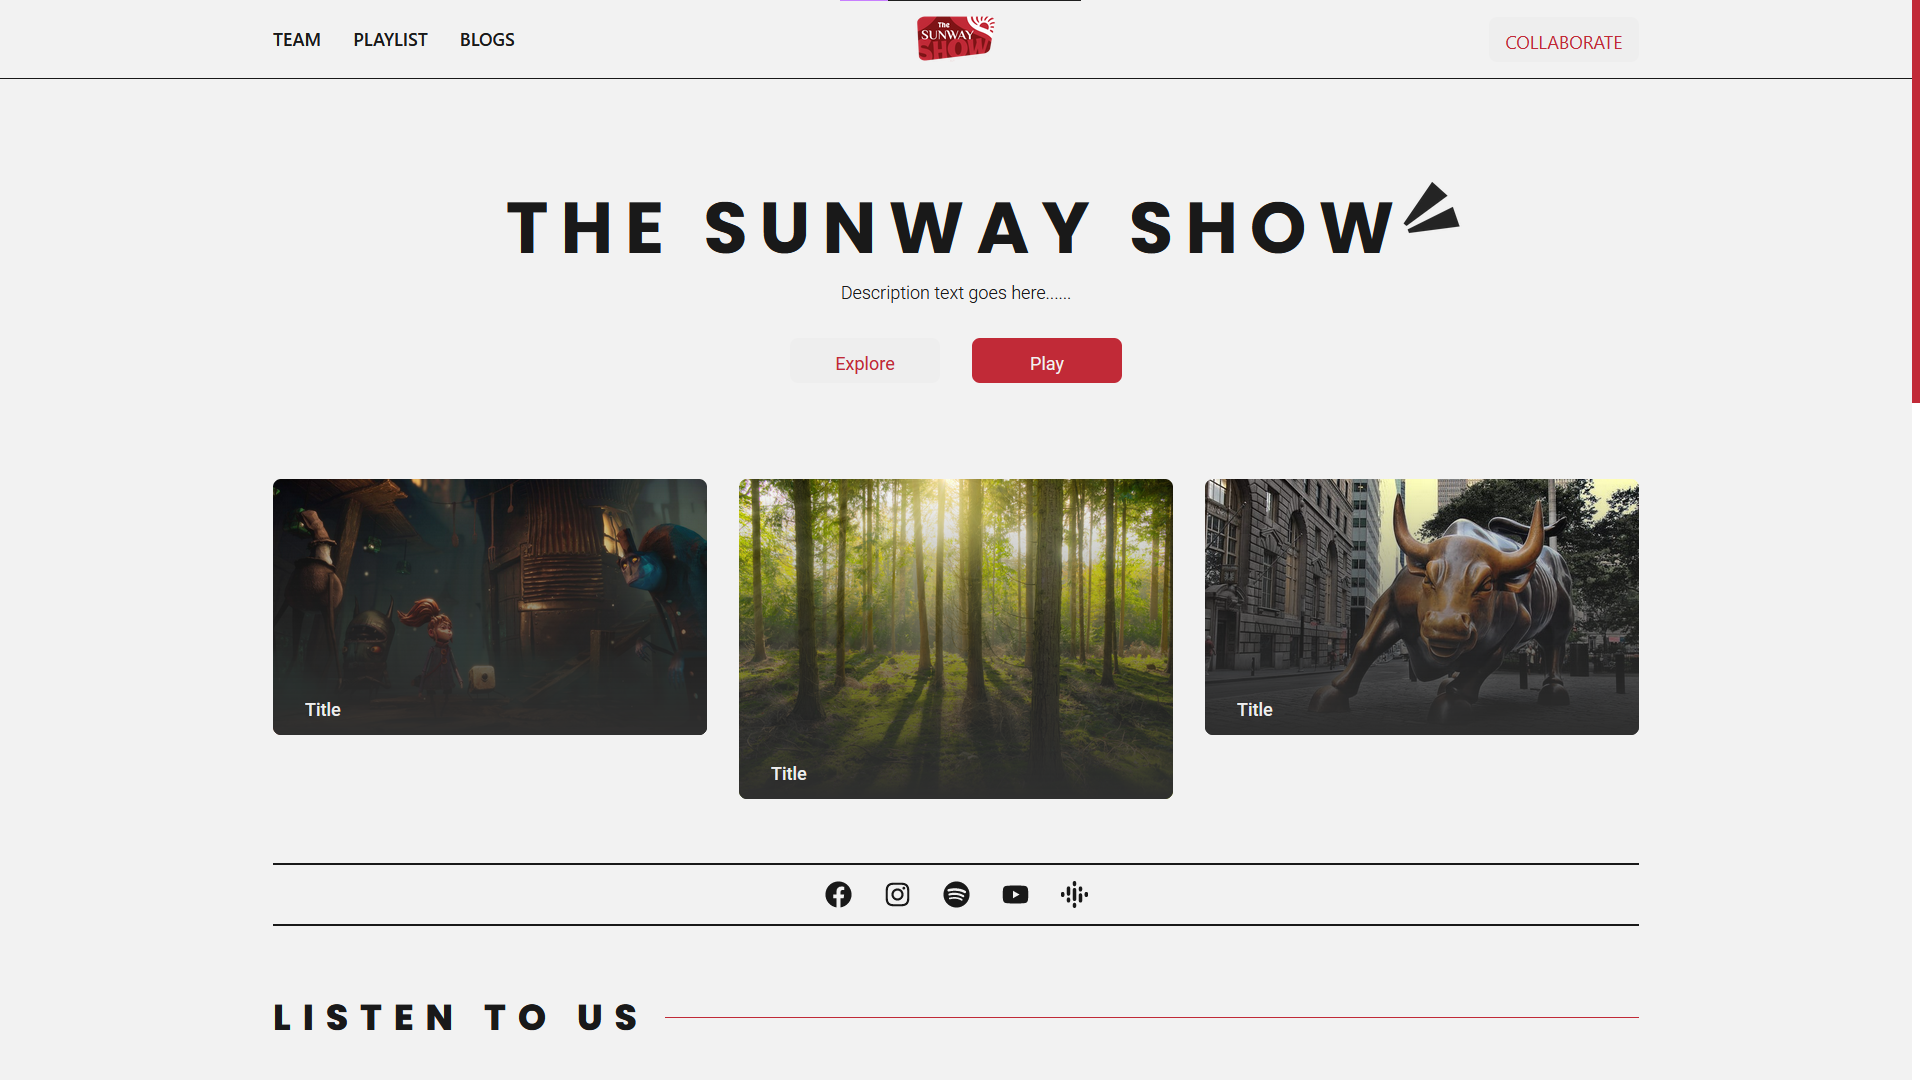 TEAM PLAYLIST BLOGS
The
SUNWAY
SHOW
COLLABORATE
THE SUNWAY SHOW
Description text goes here......
Explore Play
Title
Title
Title
LISTEN TO US